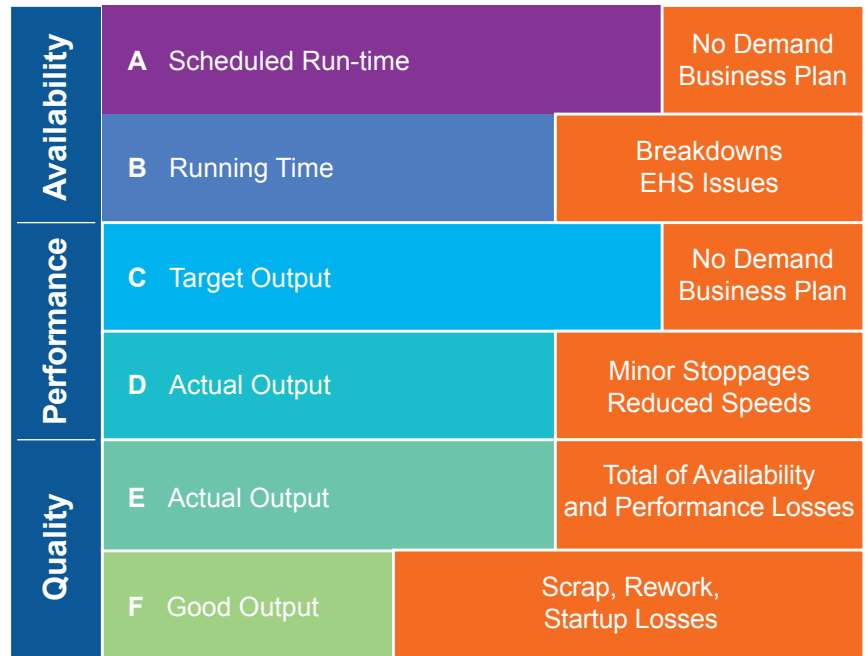 Availability
A Scheduled Run-time
No Demand
Business Plan
B Running Time
Breakdowns
EHS Issues
Performance
C Target Output
No Demand
Business Plan
D Actual Output
Minor Stoppages
Reduced Speeds
Quality
E Actual Output
Total of Availability
and Performance Losses
F Good Output
Scrap, Rework,
Startup Losses